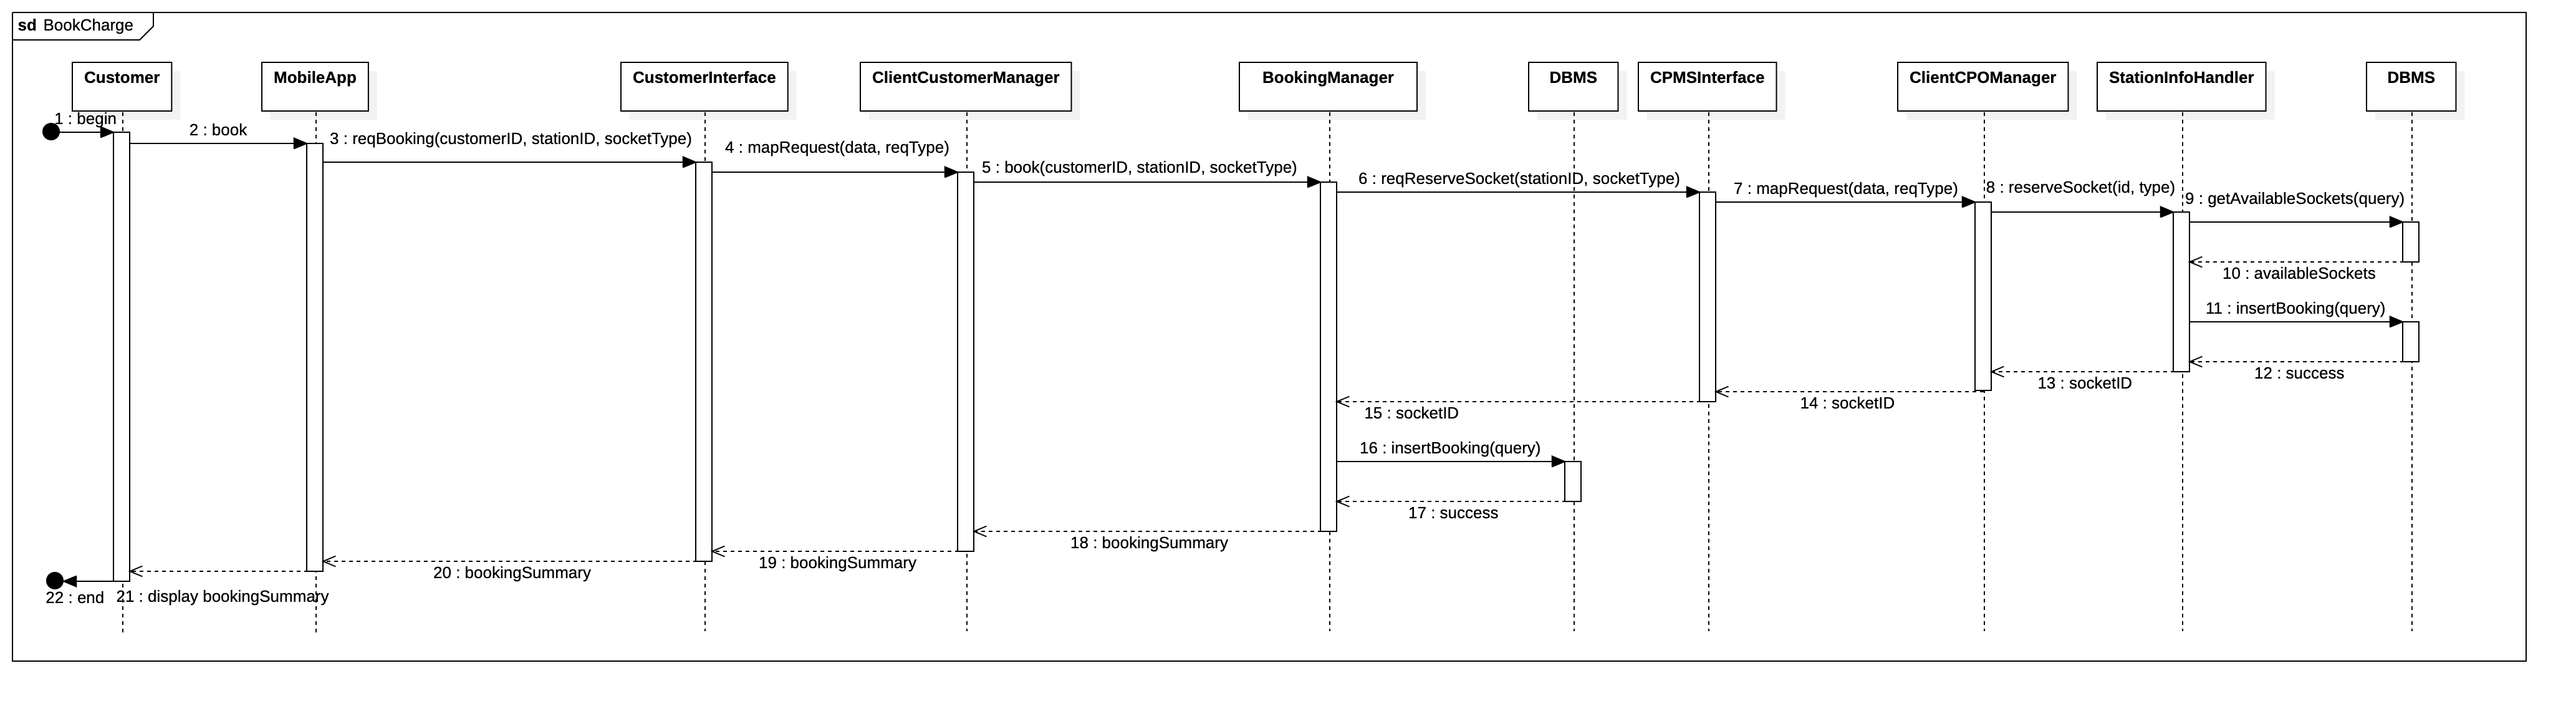 sd BookCharge
Customer
MobileApp
CustomerInterface
ClientCustomerManager
BookingManager
DBMS
CPMSInterface
ClientCPOManager
StationInfoHandler
DBMS
1 : begin
2 : book
3 : reqBooking(customerID, stationID, socketType)
4 : mapRequest(data, reqType)
5 : book(customerID, stationID, socketType)
6 : reqReserveSocket(stationID, socketType)
7 : mapRequest(data, reqType)
8 : reserveSocket(id, type)
9 : getAvailableSockets(query)
10 : availableSockets
11 : insertBooking(query)
12 : success
13 : socketID
14 : socketID
15 : socketID
16 : insertBooking(query)
17 : success
18 : bookingSummary
19 : bookingSummary
20 : bookingSummary
21 : display bookingSummary
22 : end